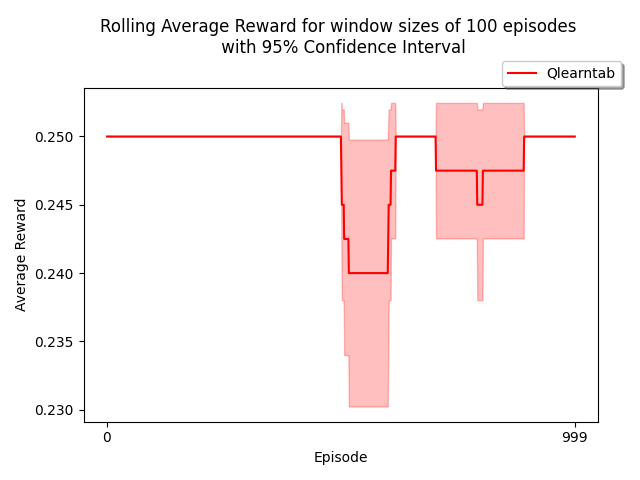 Rolling Average Reward for window sizes of 100 episodes
with 95% Confidence Interval
Qlearntab
0.250
0.245
0.240
0.235
0.230
Average Reward
0 999
Episode